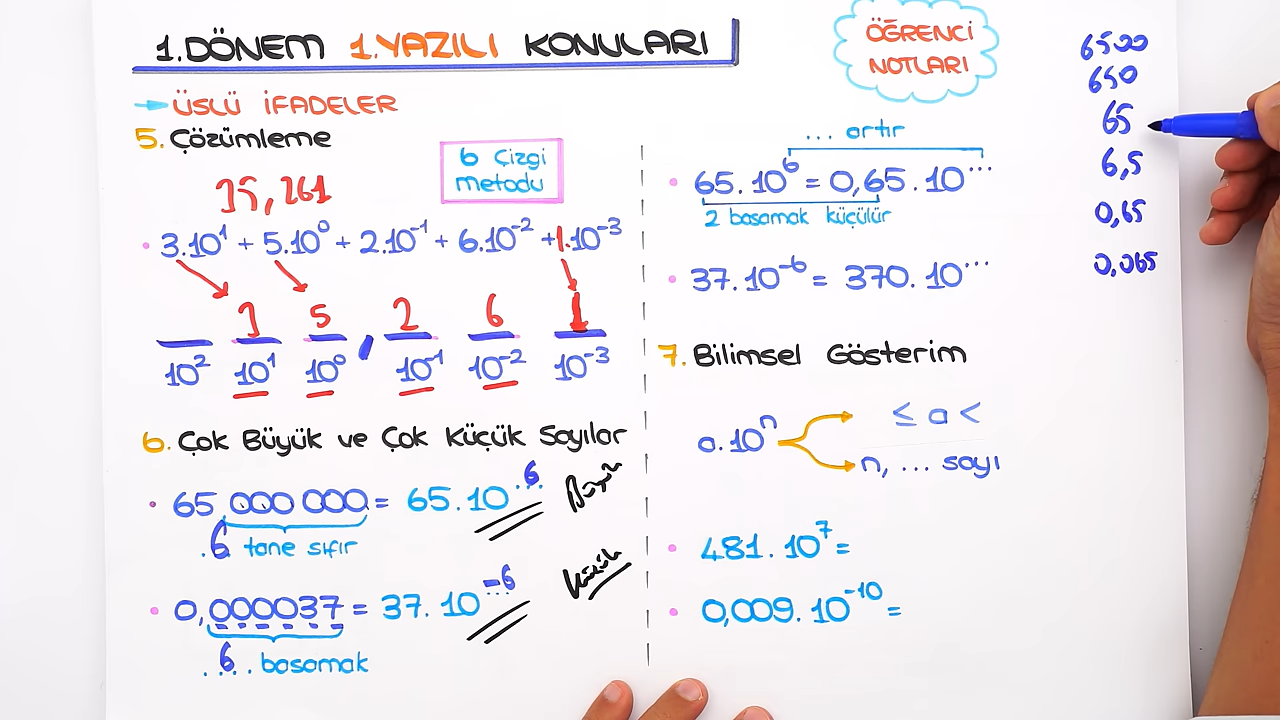 1.DÖNEM 1.YAZILI KONULARI
ÖĞRENCİ
NOTLARI
→ ÜSLÜ İFADELER
5. Çözümleme
6 Çizgi
metodu
35,261
• 3.10¹ + 5.10⁰ + 2.10⁻¹ + 6.10⁻² + 1.10⁻³
3 5 , 2 6 1
10² 10¹ 10⁰ 10⁻¹ 10⁻² 10⁻³
6. Çok Büyük ve Çok Küçük Sayılar
• 65 000 000 = 65.10⁶ Büyük
.6 tane sıfır
• 0,000037 = 37.10⁻⁶ Küçük
..6.. basamak
... artır
• 65.10⁶ = 0,65.10···
2 basamak küçülür
• 37.10⁻⁶ = 370.10···
7. Bilimsel Gösterim
a.10ⁿ
≤ a <
n, ... sayı
• 481.10⁷ =
• 0,009.10⁻¹⁰ =
6500
650
65
6,5
0,65
0,065